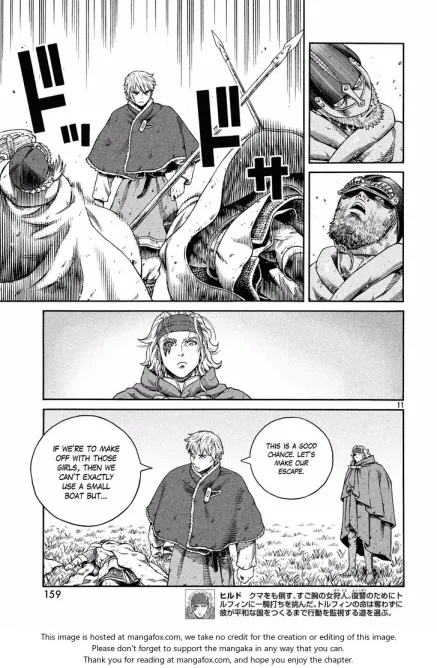 ドドッ
ドサッ
11
THIS IS A GOOD
CHANCE. LET'S
MAKE OUR
ESCAPE.
IF WE'RE TO MAKE
OFF WITH THOSE
GIRLS, THEN WE
CAN'T EXACTLY
USE A SMALL
BOAT BUT...
159
ヒルド クマをも倒す、すご腕の女狩人。復讐のためにト
ルフィンに一騎打ちを挑んだ。トルフィンの命は奪わずに
彼が平和な国をつくるまで行動を監視する道を選ぶ。
This image is hosted at mangafox.com, we take no credit for the creation or editing of this image.
Please don't forget to support the mangaka in any way that you can.
Thank you for reading at mangafox.com, and hope you enjoy the chapter.